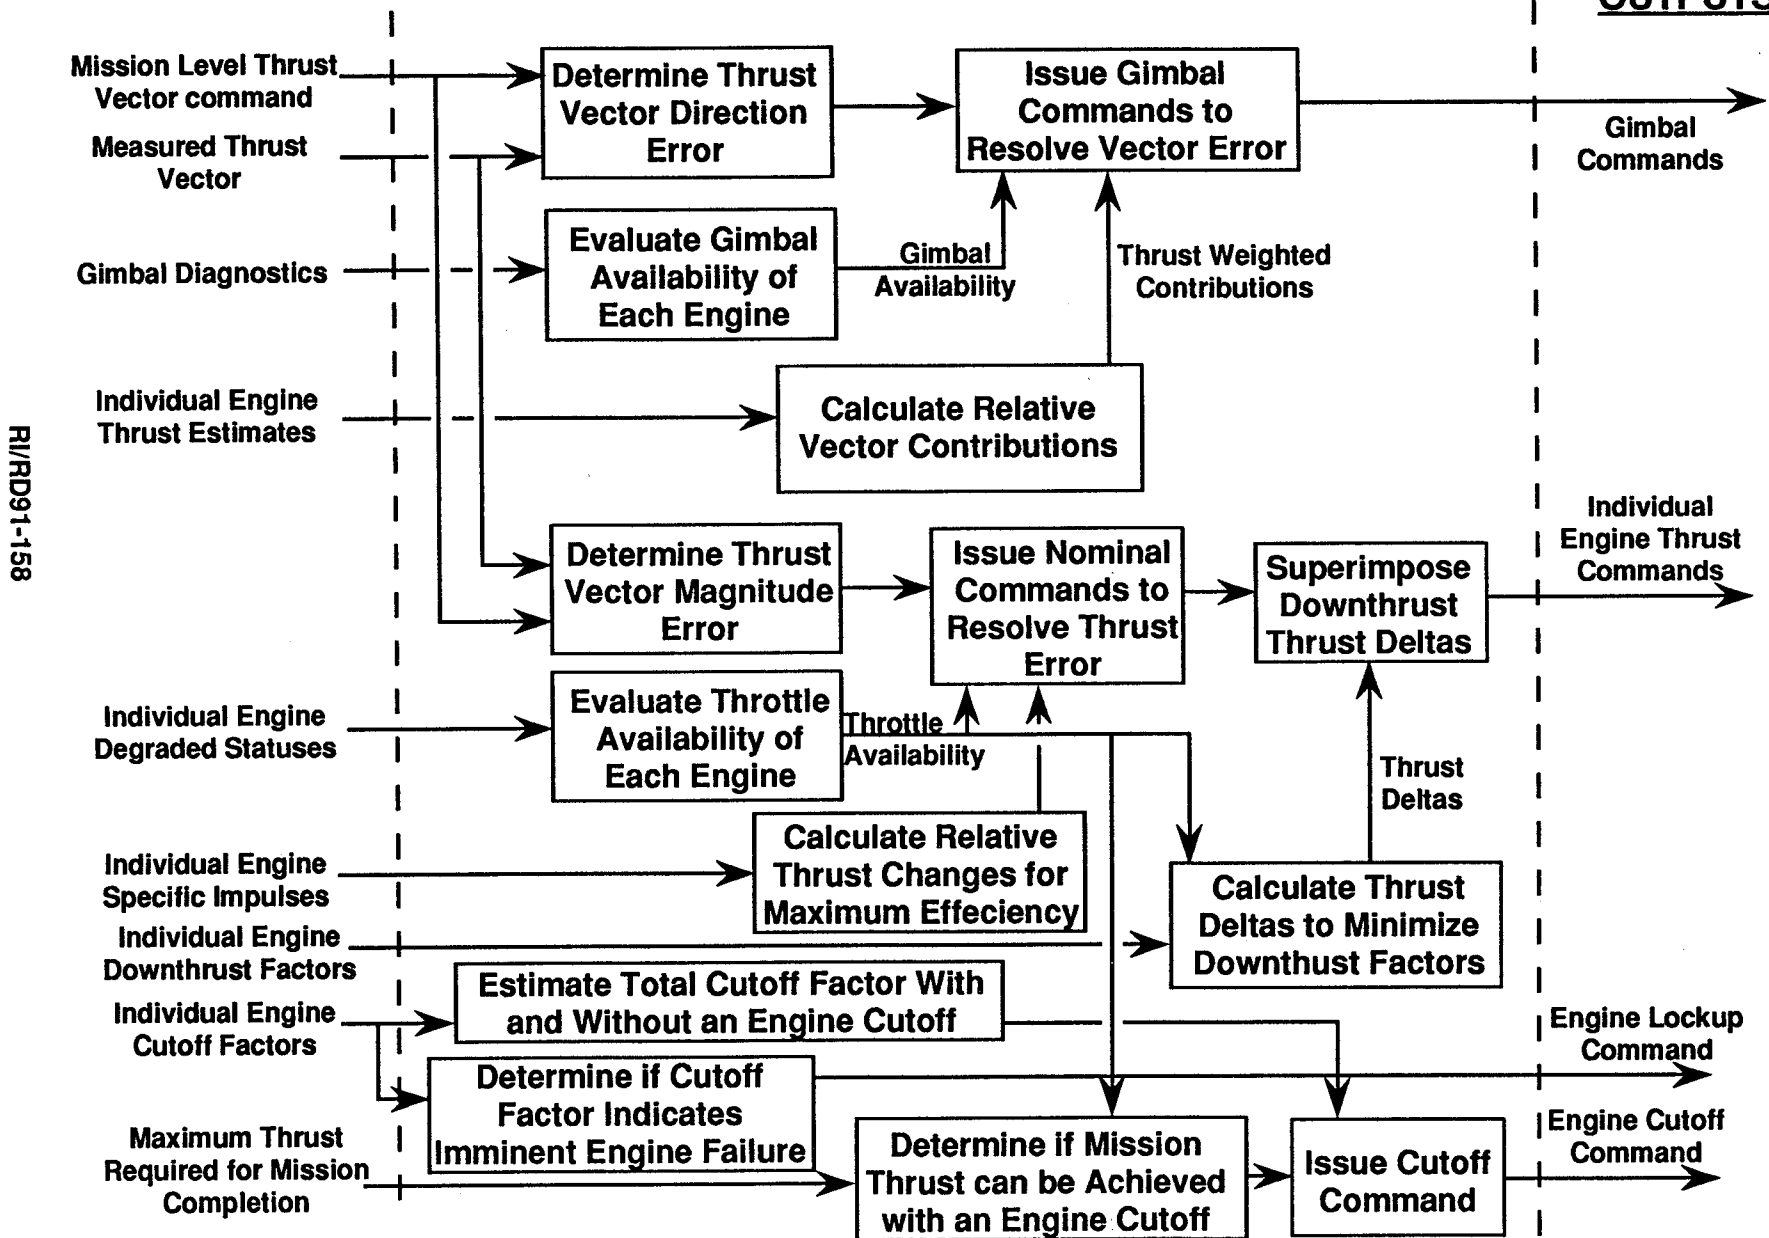 OUTPUTS
Mission Level Thrust
Vector command
Measured Thrust
Vector
Gimbal Diagnostics
Individual Engine
Thrust Estimates
Individual Engine
Degraded Statuses
Individual Engine
Specific Impulses
Individual Engine
Downthrust Factors
Individual Engine
Cutoff Factors
Maximum Thrust
Required for Mission
Completion
Determine Thrust
Vector Direction
Error
Issue Gimbal
Commands to
Resolve Vector Error
Gimbal
Commands
Evaluate Gimbal
Availability of
Each Engine
Gimbal
Availability
Thrust Weighted
Contributions
Calculate Relative
Vector Contributions
Determine Thrust
Vector Magnitude
Error
Issue Nominal
Commands to
Resolve Thrust
Error
Superimpose
Downthrust
Thrust Deltas
Individual
Engine Thrust
Commands
Evaluate Throttle
Availability of
Each Engine
Throttle
Availability
Thrust
Deltas
Calculate Relative
Thrust Changes for
Maximum Effeciency
Calculate Thrust
Deltas to Minimize
Downthust Factors
Estimate Total Cutoff Factor With
and Without an Engine Cutoff
Engine Lockup
Command
Determine if Cutoff
Factor Indicates
Imminent Engine Failure
Determine if Mission
Thrust can be Achieved
with an Engine Cutoff
Issue Cutoff
Command
Engine Cutoff
Command
RI/RD91-158